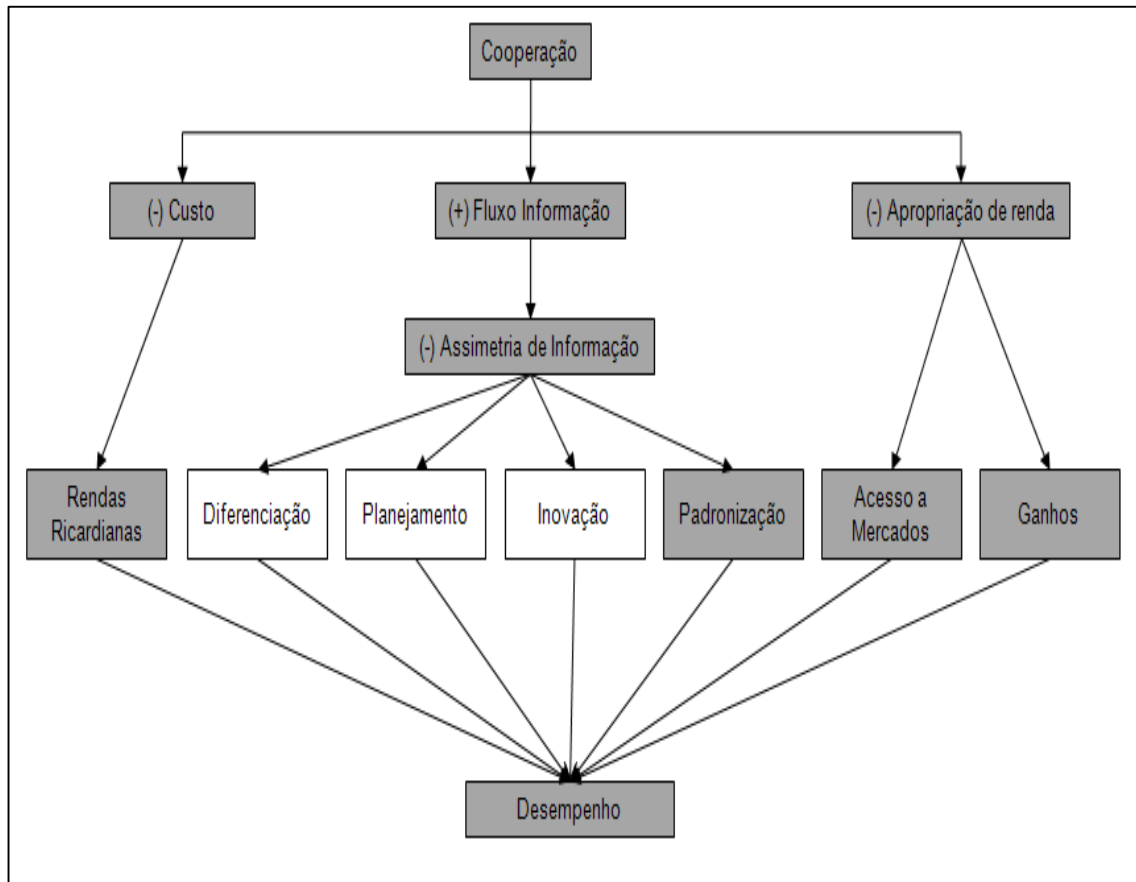 Cooperação
(-) Custo
(+) Fluxo Informação
(-) Apropriação de renda
(-) Assimetria de Informação
Rendas
Ricardianas
Diferenciação
Planejamento
Inovação
Padronização
Acesso a
Mercados
Ganhos
Desempenho